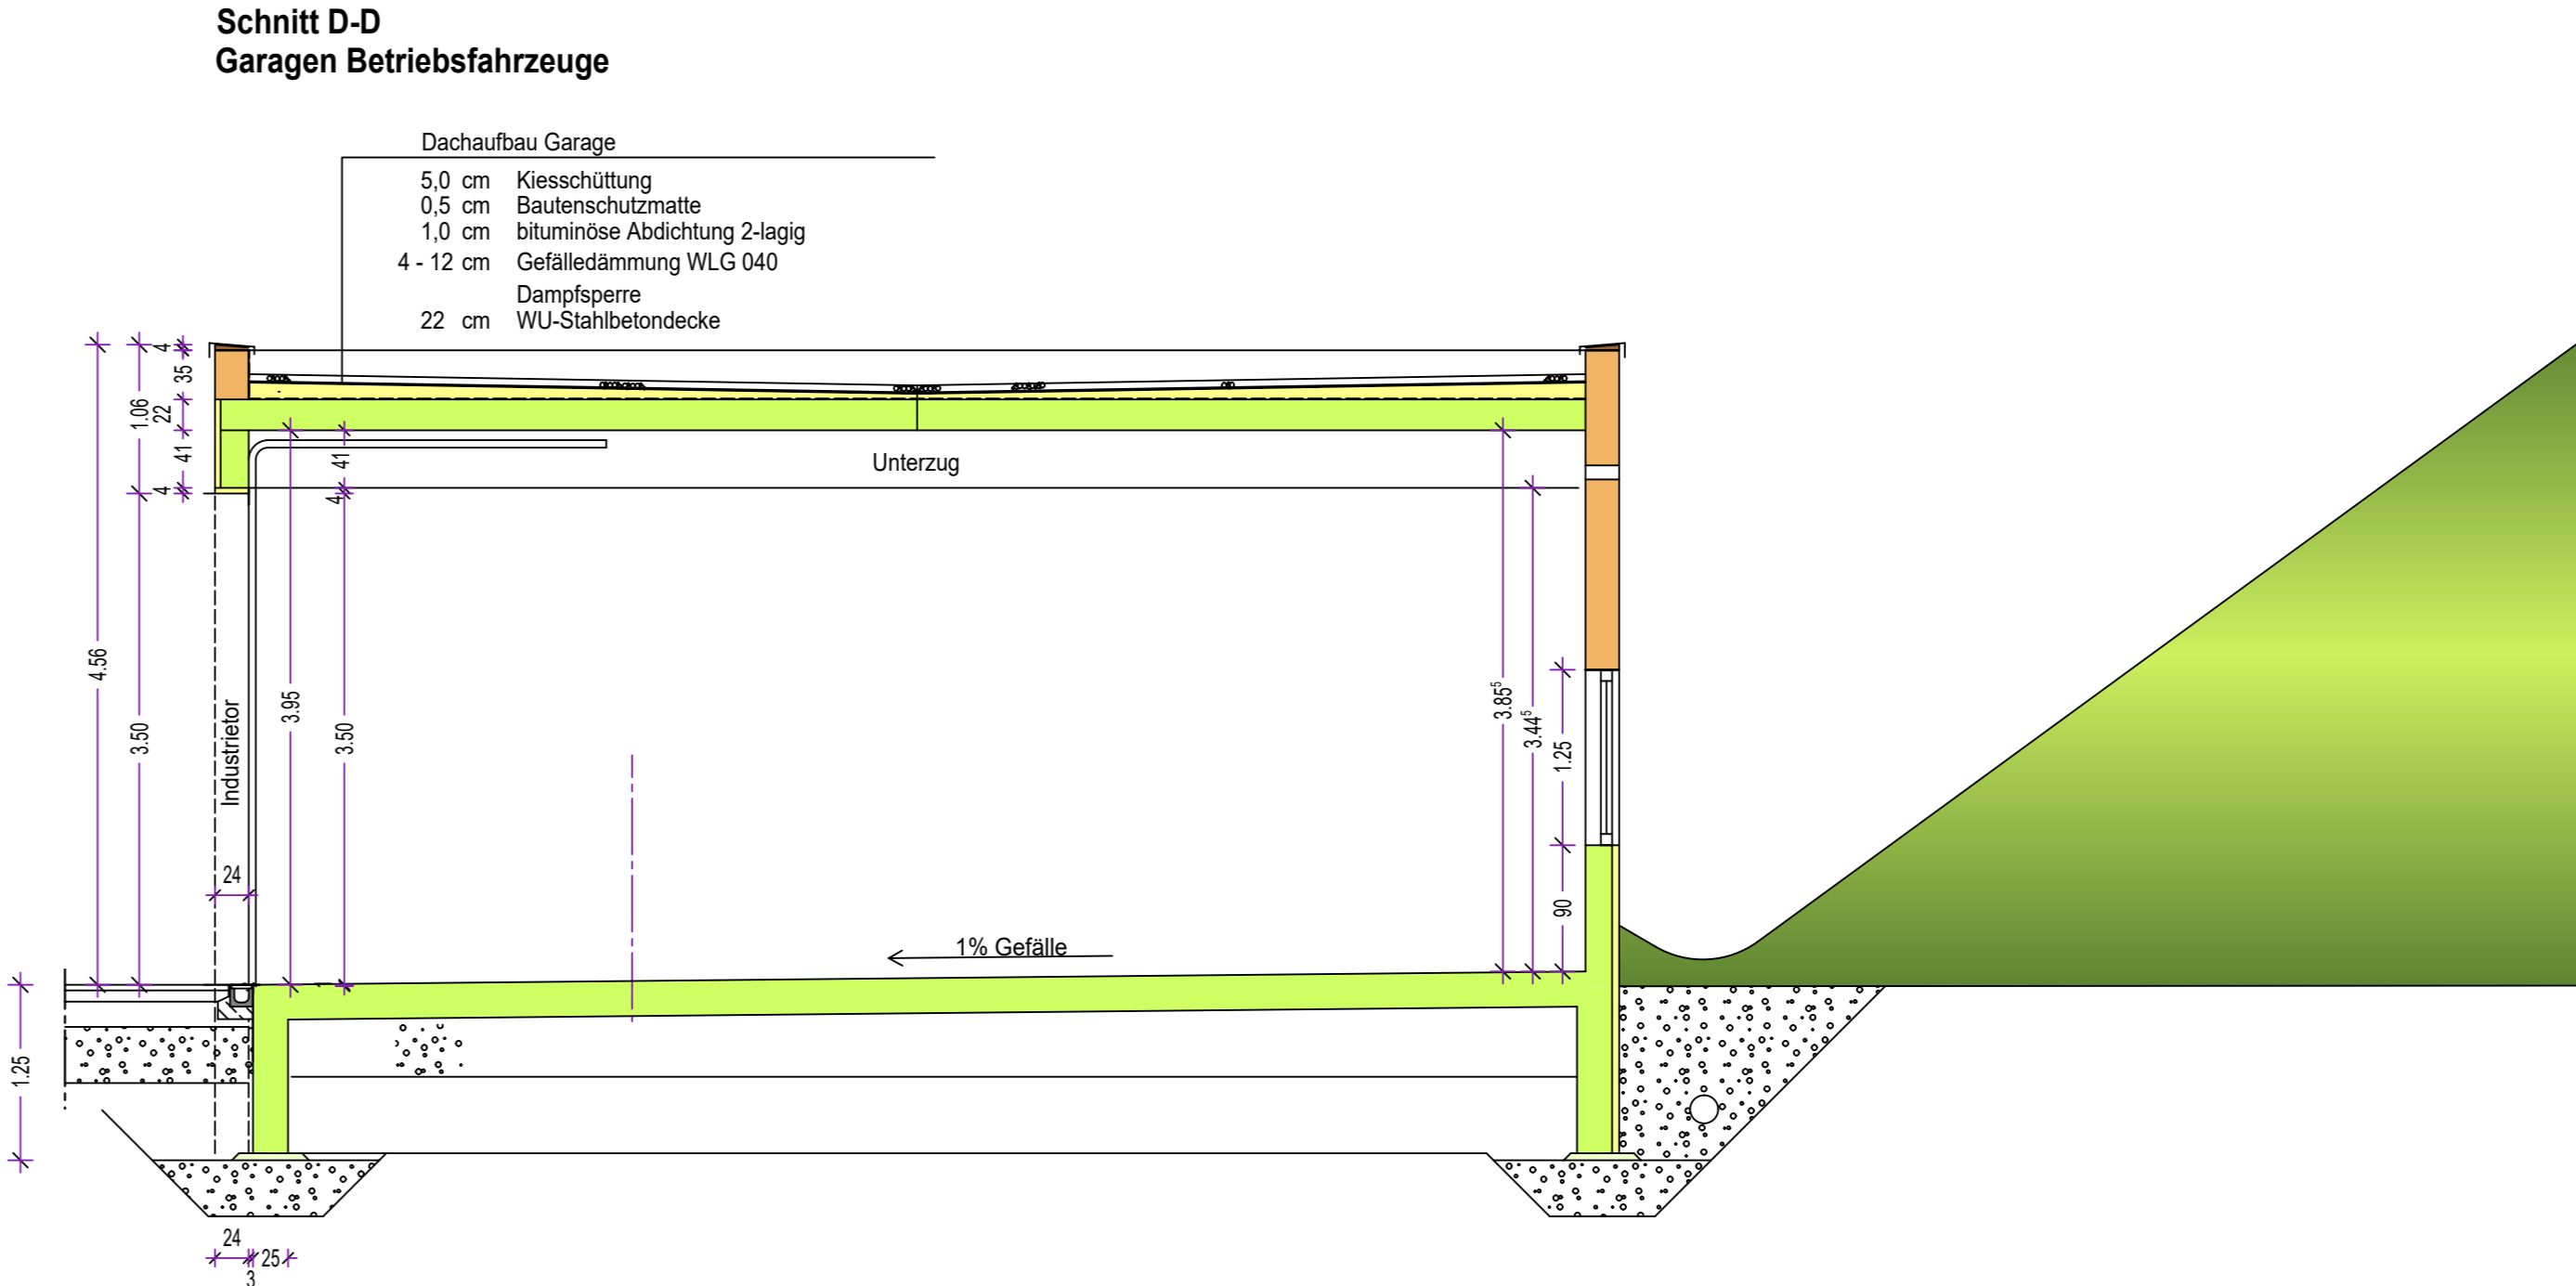 Schnitt D-D
Garagen Betriebsfahrzeuge
Dachaufbau Garage
5,0 cm Kiesschüttung
0,5 cm Bautenschutzmatte
1,0 cm bituminöse Abdichtung 2-lagig
4 - 12 cm Gefälledämmung WLG 040
Dampfsperre
22 cm WU-Stahlbetondecke
4
35
1.06
22
41
4
41
4
Unterzug
4.56
3.50
Industrietor
3.95
3.50
3.85⁵
3.44⁵
1.25
90
24
1% Gefälle
1.25
24
25
3